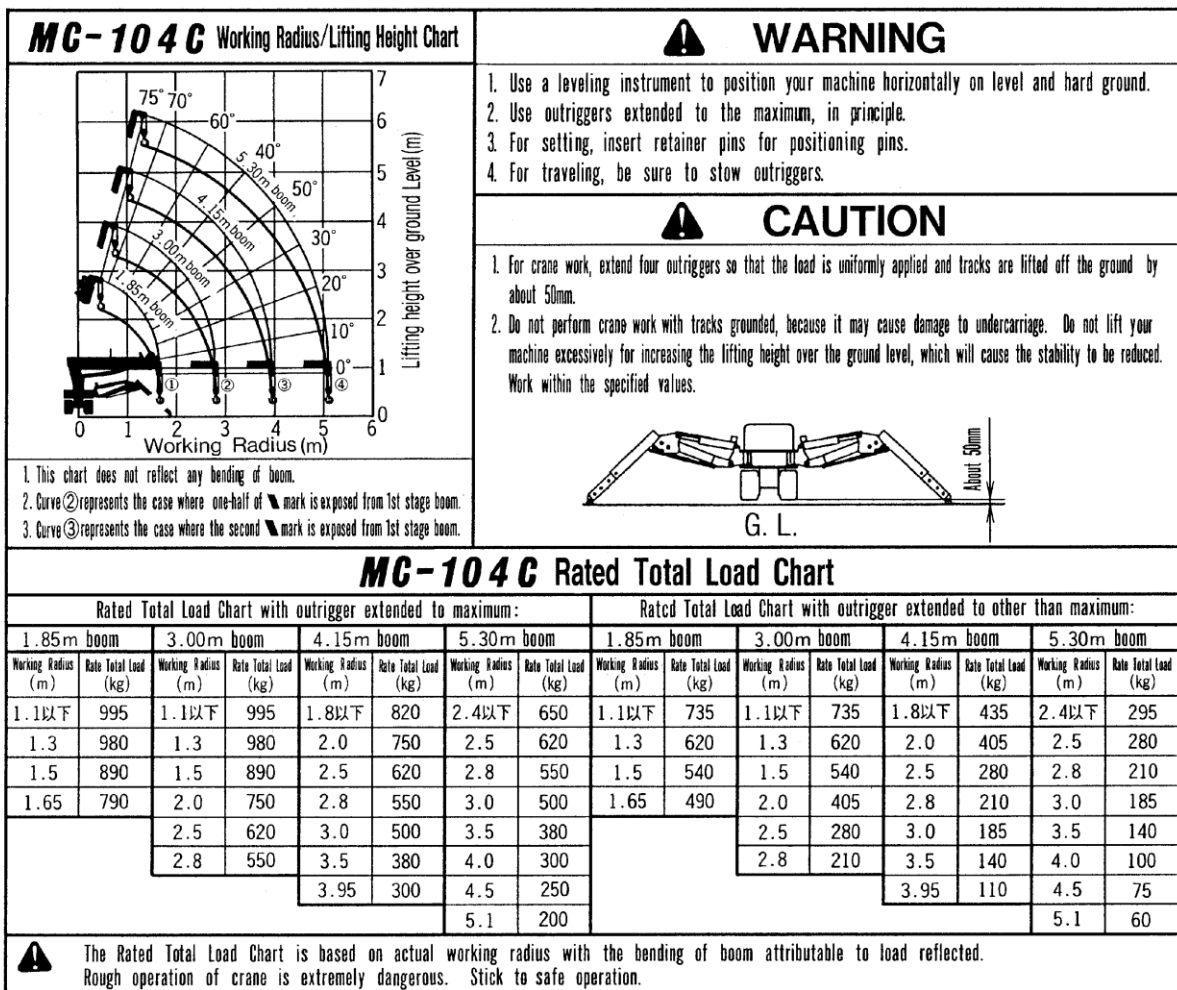 MC-104C Working Radius/Lifting Height Chart
7
75° 70°
60°
6
40°
5.30m boom
50°
5
4.15m boom
4
3.00m boom
30°
3
1.85m boom
20°
2
10°
0°
1
① ② ③ ④
0
0 1 2 3 4 5 6
Working Radius(m)
Lifting height over ground Level(m)
1. This chart does not reflect any bending of boom.
2. Curve②represents the case where one-half of mark is exposed from 1st stage boom.
3. Curve③represents the case where the second mark is exposed from 1st stage boom.
WARNING
1. Use a leveling instrument to position your machine horizontally on level and hard ground.
2. Use outriggers extended to the maximum, in principle.
3. For setting, insert retainer pins for positioning pins.
4. For traveling, be sure to stow outriggers.
CAUTION
1. For crane work, extend four outriggers so that the load is uniformly applied and tracks are lifted off the ground by
about 50mm.
2. Do not perform crane work with tracks grounded, because it may cause damage to undercarriage. Do not lift your
machine excessively for increasing the lifting height over the ground level, which will cause the stability to be reduced.
Work within the specified values.
About 50mm
G. L.
MC-104C Rated Total Load Chart
Rated Total Load Chart with outrigger extended to maximum: Ratcd Total Load Chart with outrigger extended to other than maximum:
1.85m boom 3.00m boom 4.15m boom 5.30m boom 1.85m boom 3.00m boom 4.15m boom 5.30m boom
Working Radius Rate Total Load Working Radius Rate Total Load Working Radius Rate Total Load Working Radius Rate Total Load Working Radius Rate Total Load Working Radius Rate Total Load Working Radius Rate Total Load Working Radius Rate Total Load
(m) (kg) (m) (kg) (m) (kg) (m) (kg) (m) (kg) (m) (kg) (m) (kg) (m) (kg)
1.1以下 995 1.1以下 995 1.8以下 820 2.4以下 650 1.1以下 735 1.1以下 735 1.8以下 435 2.4以下 295
1.3 980 1.3 980 2.0 750 2.5 620 1.3 620 1.3 620 2.0 405 2.5 280
1.5 890 1.5 890 2.5 620 2.8 550 1.5 540 1.5 540 2.5 280 2.8 210
1.65 790 2.0 750 2.8 550 3.0 500 1.65 490 2.0 405 2.8 210 3.0 185
2.5 620 3.0 500 3.5 380 2.5 280 3.0 185 3.5 140
2.8 550 3.5 380 4.0 300 2.8 210 3.5 140 4.0 100
3.95 300 4.5 250 3.95 110 4.5 75
5.1 200 5.1 60
The Rated Total Load Chart is based on actual working radius with the bending of boom attributable to load reflected.
Rough operation of crane is extremely dangerous. Stick to safe operation.